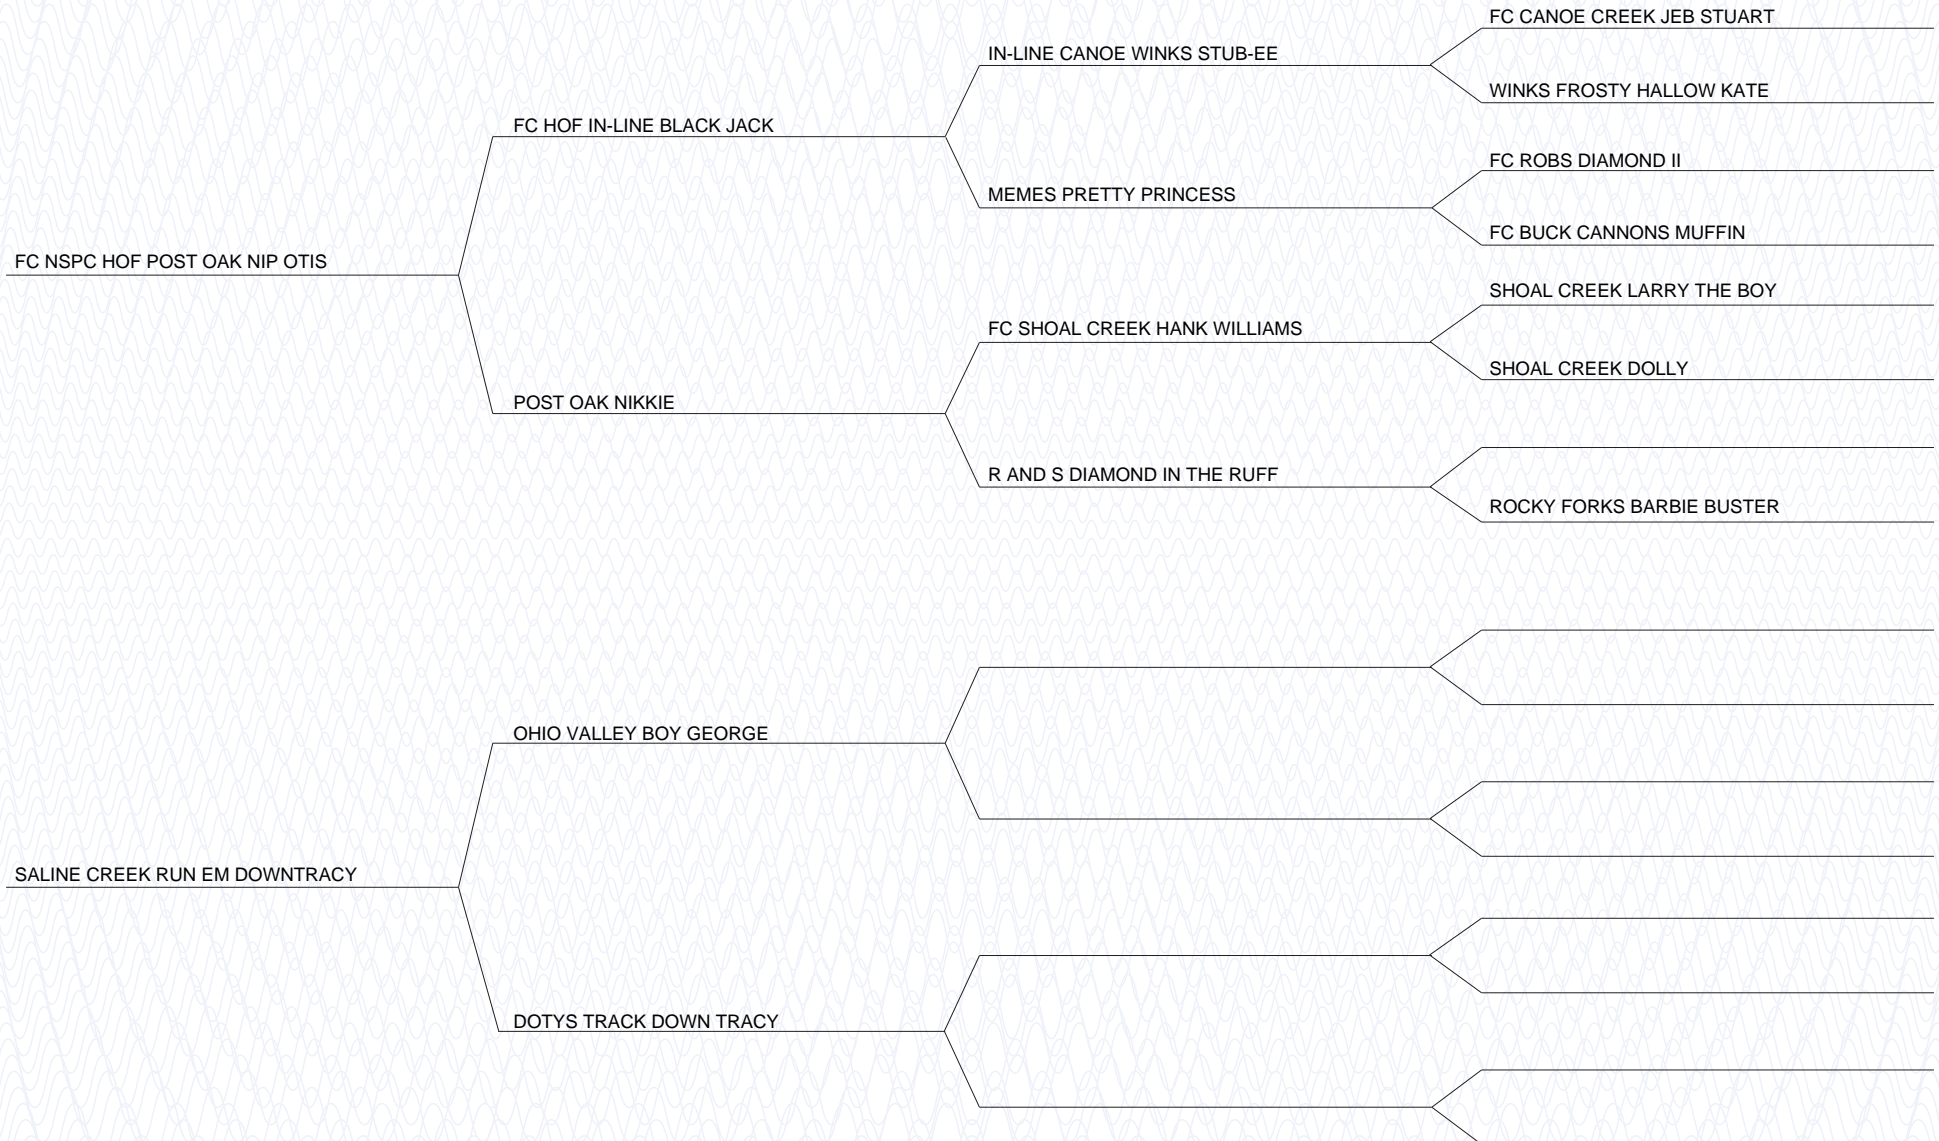 FC CANOE CREEK JEB STUART
IN-LINE CANOE WINKS STUB-EE
WINKS FROSTY HALLOW KATE
FC HOF IN-LINE BLACK JACK
FC ROBS DIAMOND II
MEMES PRETTY PRINCESS
FC BUCK CANNONS MUFFIN
FC NSPC HOF POST OAK NIP OTIS
SHOAL CREEK LARRY THE BOY
FC SHOAL CREEK HANK WILLIAMS
SHOAL CREEK DOLLY
POST OAK NIKKIE
R AND S DIAMOND IN THE RUFF
ROCKY FORKS BARBIE BUSTER
OHIO VALLEY BOY GEORGE
SALINE CREEK RUN EM DOWNTRACY
DOTYS TRACK DOWN TRACY